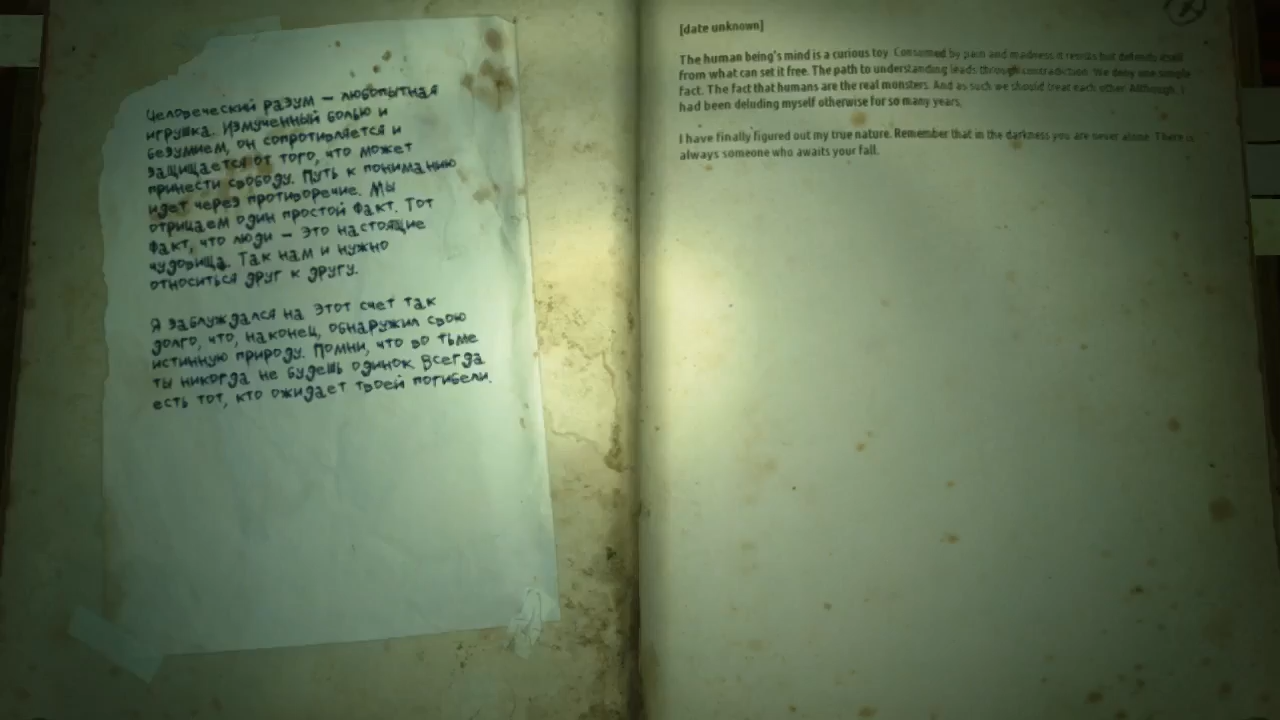 Человеческий разум – любопытная
игрушка. Измученный болью и
безумием, он сопротивляется и
защищается от того, что может
принести свободу. Путь к пониманию
идет через противоречие. Мы
отрицаем один простой факт. Тот
факт, что люди – это настоящие
чудовища. Так нам и нужно
относиться друг к другу.
Я заблуждался на этот счет так
долго, что, наконец, обнаружил свою
истинную природу. Помни, что во тьме
ты никогда не будешь одинок. Всегда
есть тот, кто ожидает твоей погибели.
[date unknown]
The human being's mind is a curious toy. Consumed by pain and madness it resists but defends itself
from what can set it free. The path to understanding leads through contradiction. We deny one simple
fact. The fact that humans are the real monsters. And as such we should treat each other. Although, I
had been deluding myself otherwise for so many years.
I have finally figured out my true nature. Remember that in the darkness you are never alone. There is
always someone who awaits your fall.